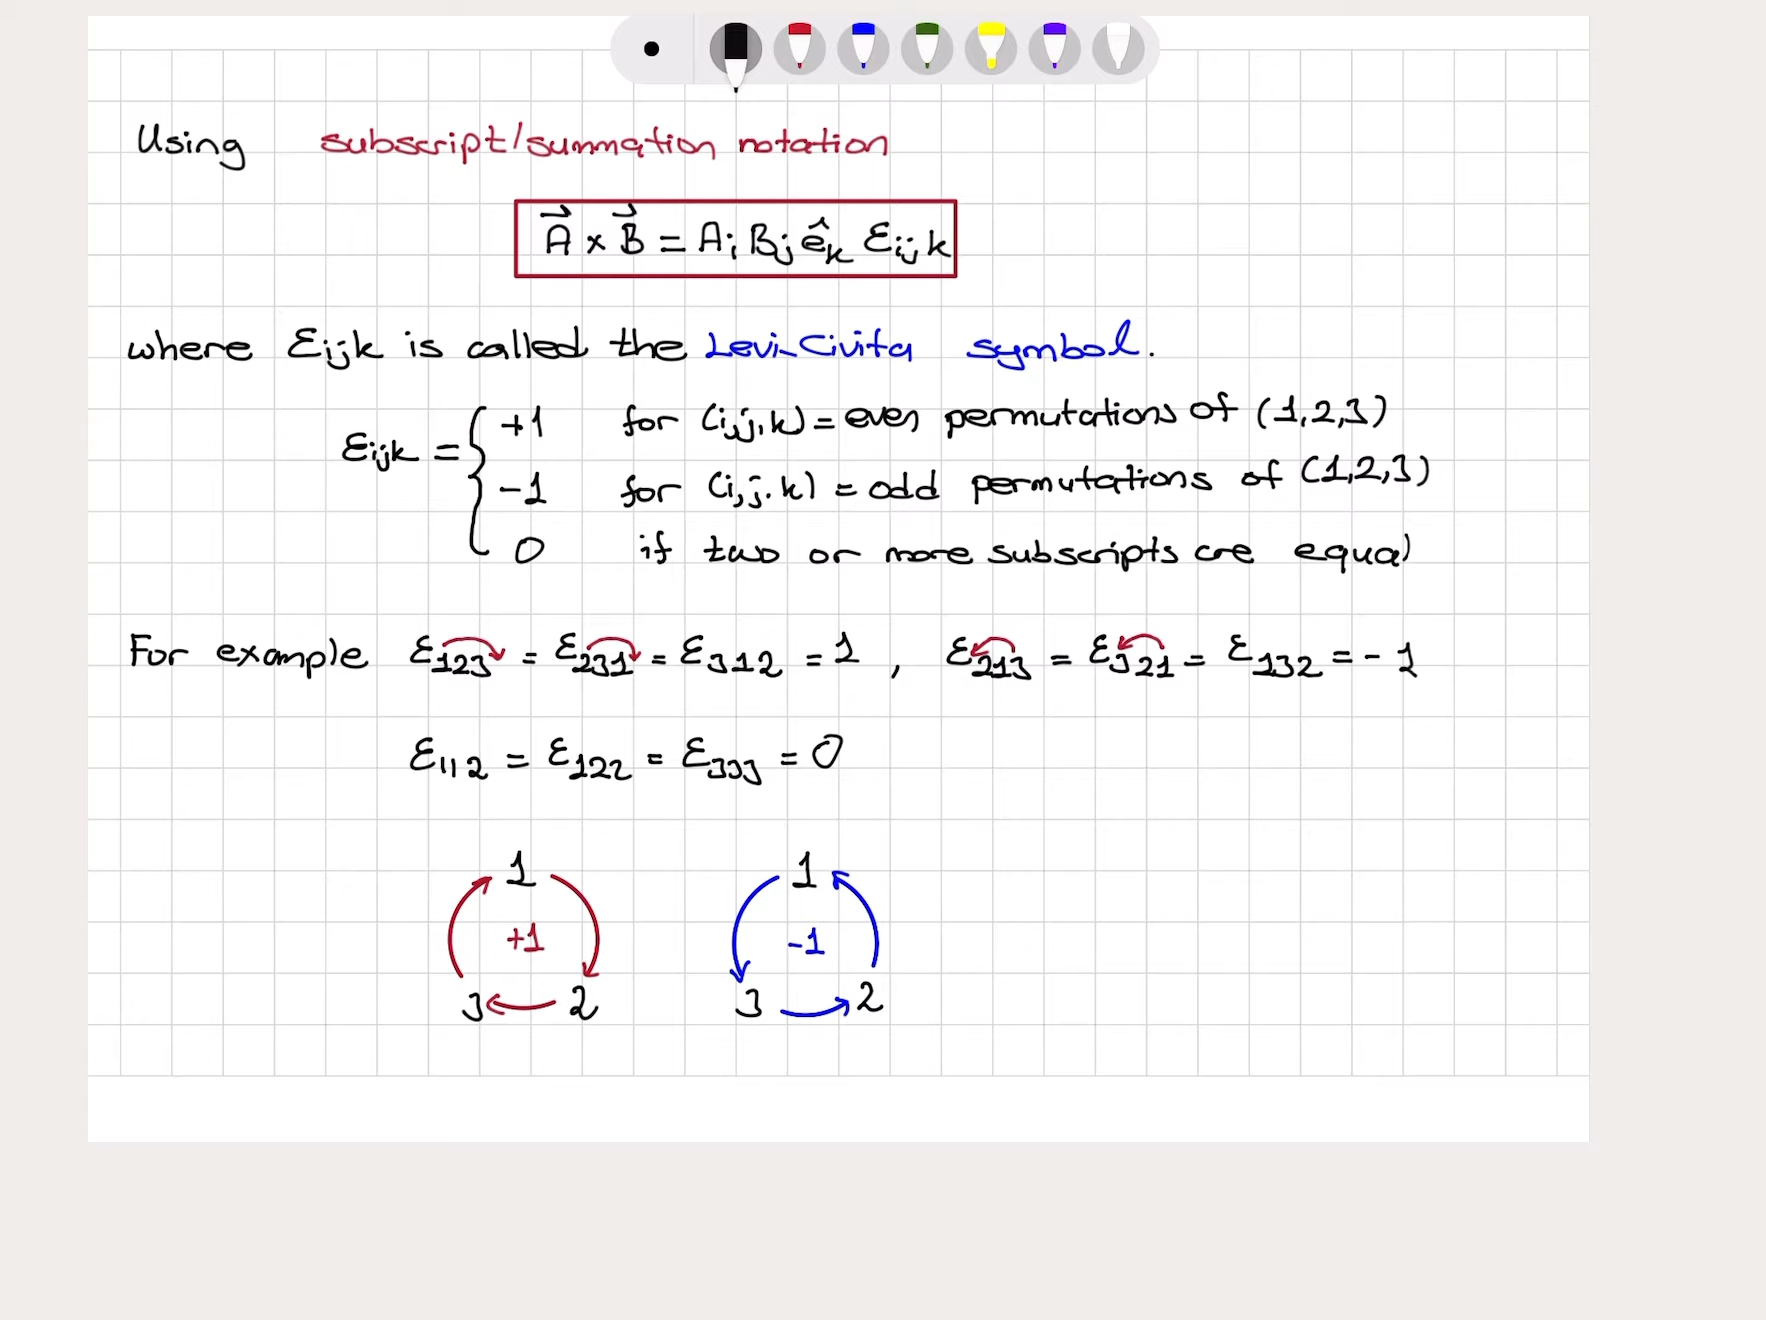 Using subscript/summation notation
A⃗ × B⃗ = AᵢBⱼêₖ εᵢⱼₖ
where εᵢⱼₖ is called the Levi-Civita symbol.
εᵢⱼₖ = { +1 for (i,j,k) = even permutations of (1,2,3)
-1 for (i,j,k) = odd permutations of (1,2,3)
0 if two or more subscripts are equal
For example ε₁₂₃ = ε₂₃₁ = ε₃₁₂ = 1 , ε₂₁₃ = ε₃₂₁ = ε₁₃₂ = -1
ε₁₁₂ = ε₁₂₂ = ε₃₃₃ = 0
1 1
+1 -1
3 2 3 2